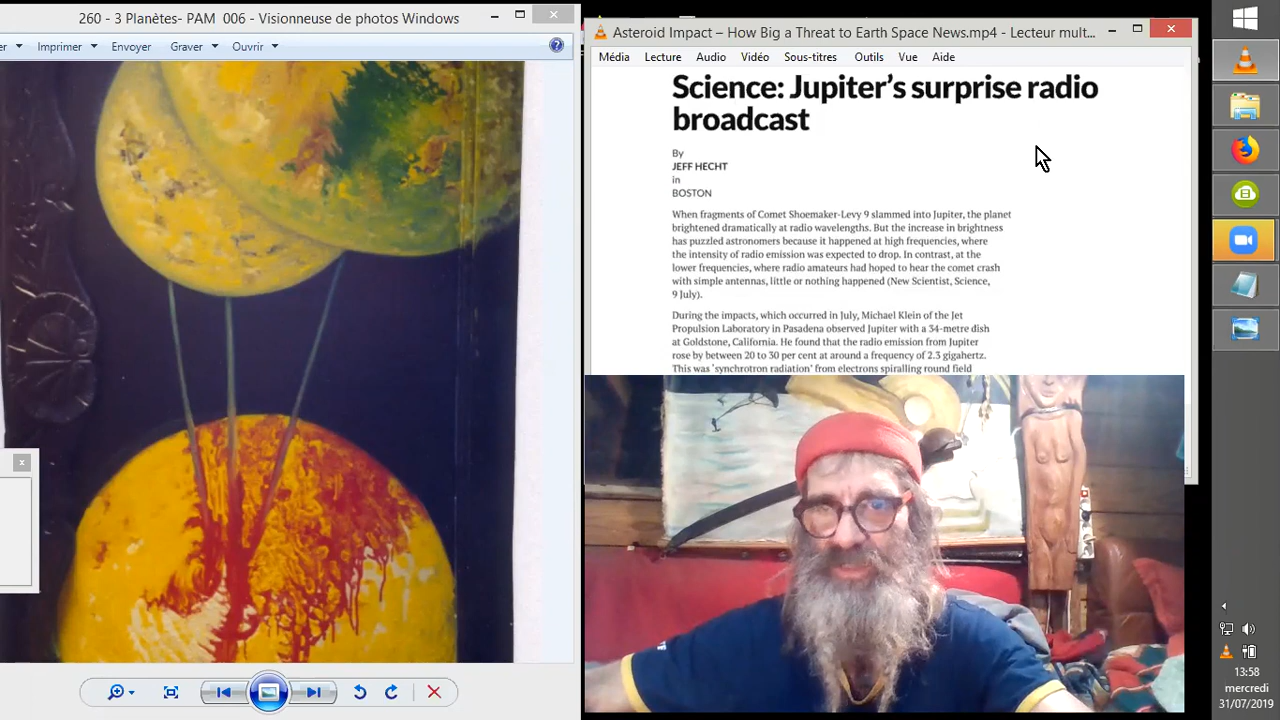 260 - 3 Planètes- PAM 006 - Visionneuse de photos Windows
Imprimer
Envoyer
Graver
Ouvrir
Asteroid Impact – How Big a Threat to Earth Space News.mp4 - Lecteur mult...
Média Lecture Audio Vidéo Sous-titres Outils Vue Aide
Science: Jupiter's surprise radio
broadcast
By
JEFF HECHT
in
BOSTON
When fragments of Comet Shoemaker-Levy 9 slammed into Jupiter, the planet
brightened dramatically at radio wavelengths. But the increase in brightness
has puzzled astronomers because it happened at high frequencies, where
the intensity of radio emission was expected to drop. In contrast, at the
lower frequencies, where radio amateurs had hoped to hear the comet crash
with simple antennas, little or nothing happened (New Scientist, Science,
9 July).
During the impacts, which occurred in July, Michael Klein of the Jet
Propulsion Laboratory in Pasadena observed Jupiter with a 34-metre dish
at Goldstone, California. He found that the radio emission from Jupiter
rose by between 20 to 30 per cent at around a frequency of 2.3 gigahertz.
This was 'synchrotron radiation' from electrons spiralling round field
13:58
mercredi
31/07/2019